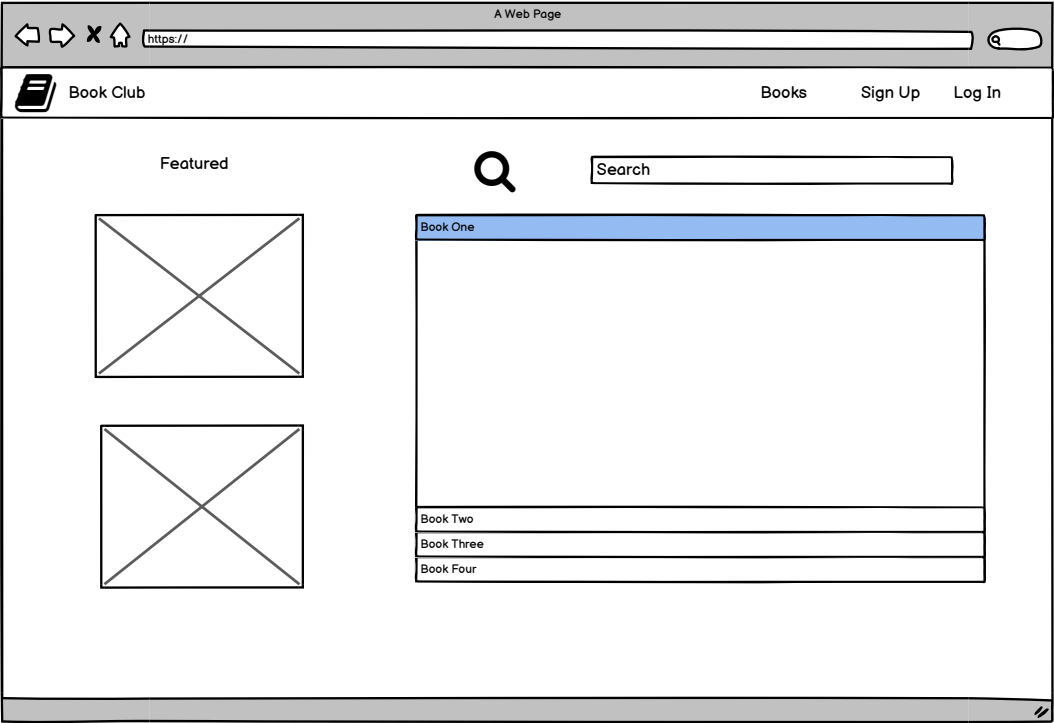 A Web Page
https://
Book Club
Books
Sign Up
Log In
Featured
Search
Book One
Book Two
Book Three
Book Four